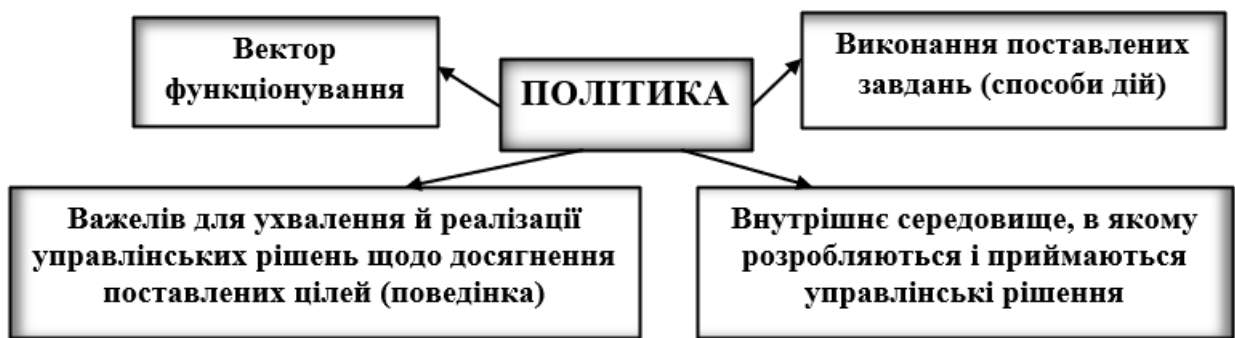 Вектор
функціонування
ПОЛІТИКА
Виконання поставлених
завдань (способи дій)
Важелів для ухвалення й реалізації
управлінських рішень щодо досягнення
поставлених цілей (поведінка)
Внутрішнє середовище, в якому
розробляються і приймаються
управлінські рішення